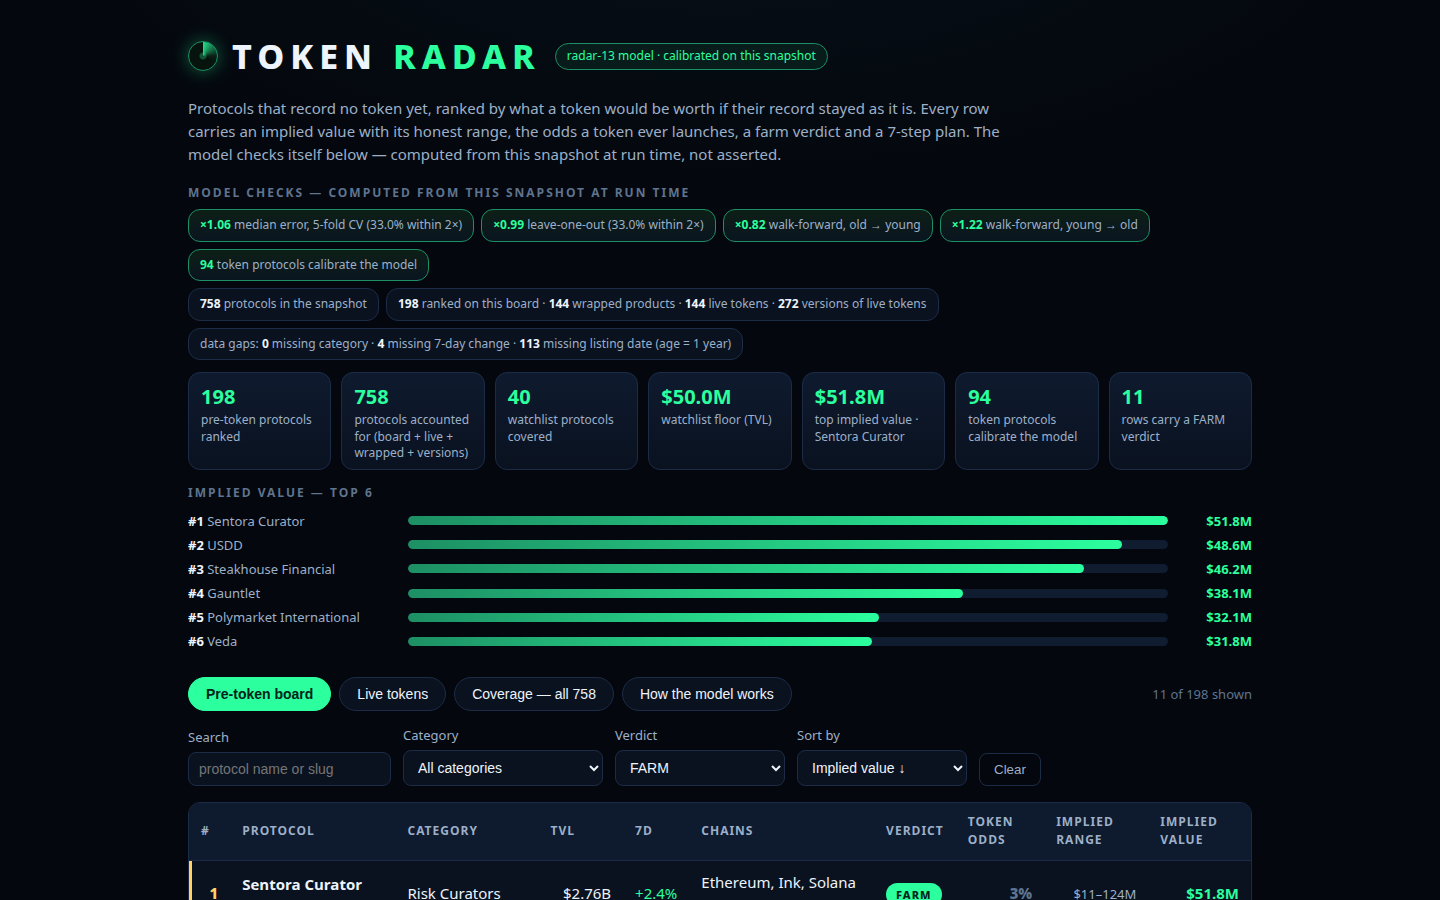 TOKEN RADAR radar-13 model · calibrated on this snapshot
Protocols that record no token yet, ranked by what a token would be worth if their record stayed as it is. Every row
carries an implied value with its honest range, the odds a token ever launches, a farm verdict and a 7-step plan. The
model checks itself below — computed from this snapshot at run time, not asserted.
MODEL CHECKS — COMPUTED FROM THIS SNAPSHOT AT RUN TIME
×1.06 median error, 5-fold CV (33.0% within 2×) ×0.99 leave-one-out (33.0% within 2×) ×0.82 walk-forward, old → young ×1.22 walk-forward, young → old
94 token protocols calibrate the model
758 protocols in the snapshot 198 ranked on this board · 144 wrapped products · 144 live tokens · 272 versions of live tokens
data gaps: 0 missing category · 4 missing 7-day change · 113 missing listing date (age = 1 year)
198
pre-token protocols
ranked
758
protocols accounted
for (board + live +
wrapped + versions)
40
watchlist protocols
covered
$50.0M
watchlist floor (TVL)
$51.8M
top implied value ·
Sentora Curator
94
token protocols
calibrate the model
11
rows carry a FARM
verdict
IMPLIED VALUE — TOP 6
#1 Sentora Curator $51.8M
#2 USDD $48.6M
#3 Steakhouse Financial $46.2M
#4 Gauntlet $38.1M
#5 Polymarket International $32.1M
#6 Veda $31.8M
Pre-token board Live tokens Coverage — all 758 How the model works 11 of 198 shown
Search Category Verdict Sort by
protocol name or slug All categories FARM Implied value ↓ Clear
# PROTOCOL CATEGORY TVL 7D CHAINS VERDICT TOKEN ODDS IMPLIED RANGE IMPLIED VALUE
1 Sentora Curator Risk Curators $2.76B +2.4% Ethereum, Ink, Solana FARM 3% $11–124M $51.8M